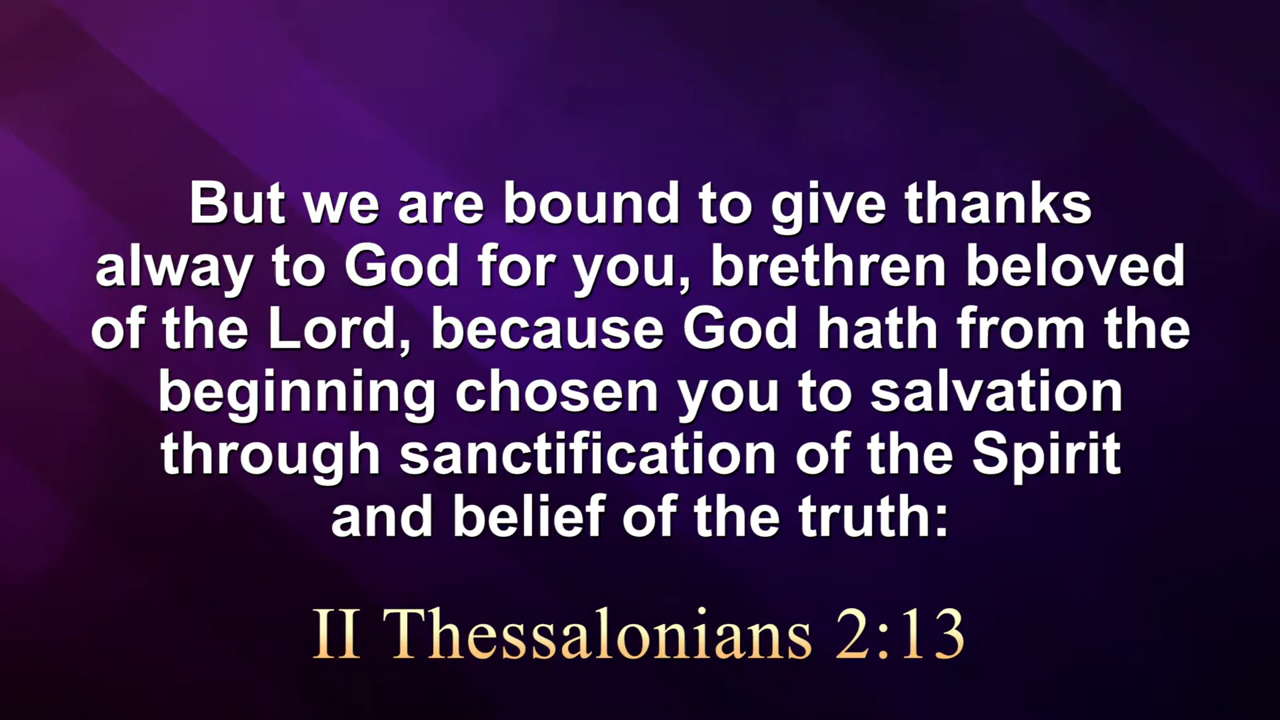 But we are bound to give thanks
alway to God for you, brethren beloved
of the Lord, because God hath from the
beginning chosen you to salvation
through sanctification of the Spirit
and belief of the truth:
II Thessalonians 2:13